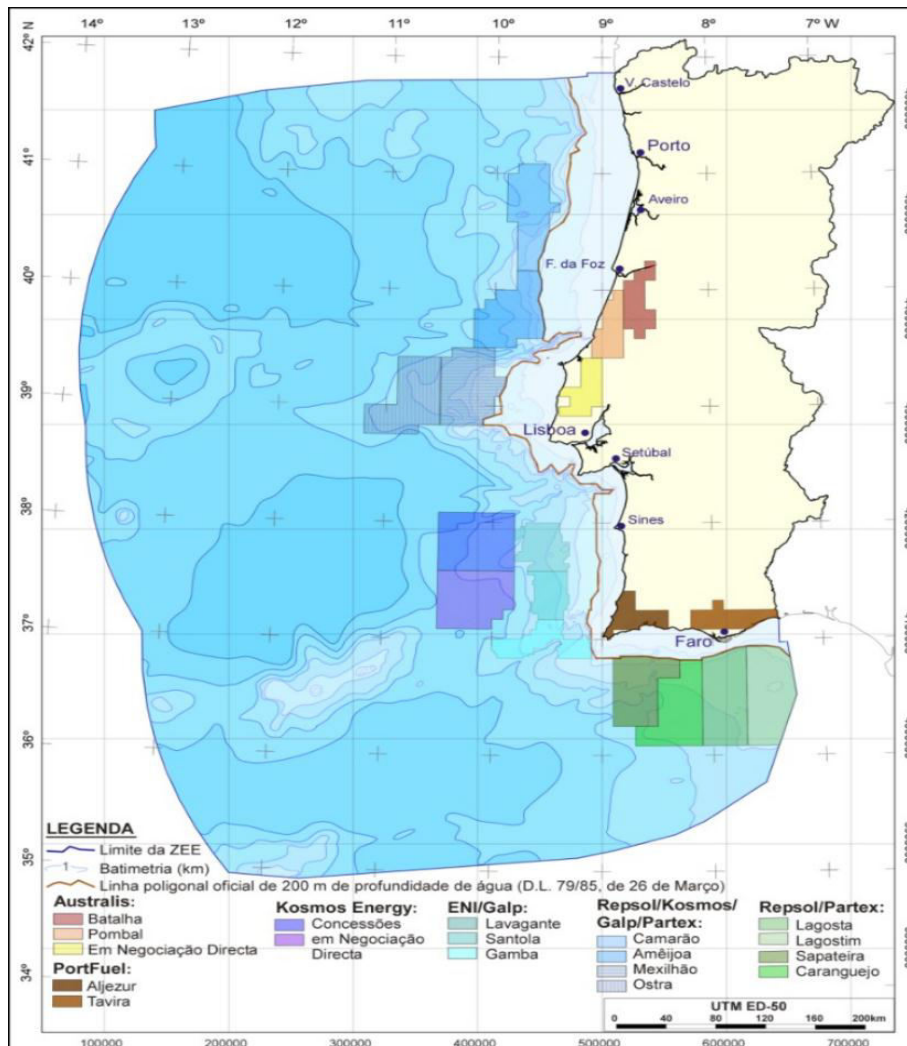 N 14º 13º 12º 11º 10º 9º 8º 7º W
42º
41º
40º
39º
38º
37º
36º
35º
34º
V. Castelo
Porto
Aveiro
F. da Foz
Lisboa
Setúbal
Sines
Faro
LEGENDA
Limite da ZEE
1 Batimetria (km)
Linha poligonal oficial de 200 m de profundidade de água (D.L. 79/85, de 26 de Março)
Australis:
Batalha
Pombal
Em Negociação Directa
PortFuel:
Aljezur
Tavira
Kosmos Energy:
Concessões
em Negociação
Directa
ENI/Galp:
Lavagante
Santola
Gamba
Repsol/Kosmos/
Galp/Partex:
Camarão
Amêijoa
Mexilhão
Ostra
Repsol/Partex:
Lagosta
Lagostim
Sapateira
Caranguejo
UTM ED-50
0 40 80 120 160 200km
100000 200000 300000 400000 500000 600000 700000